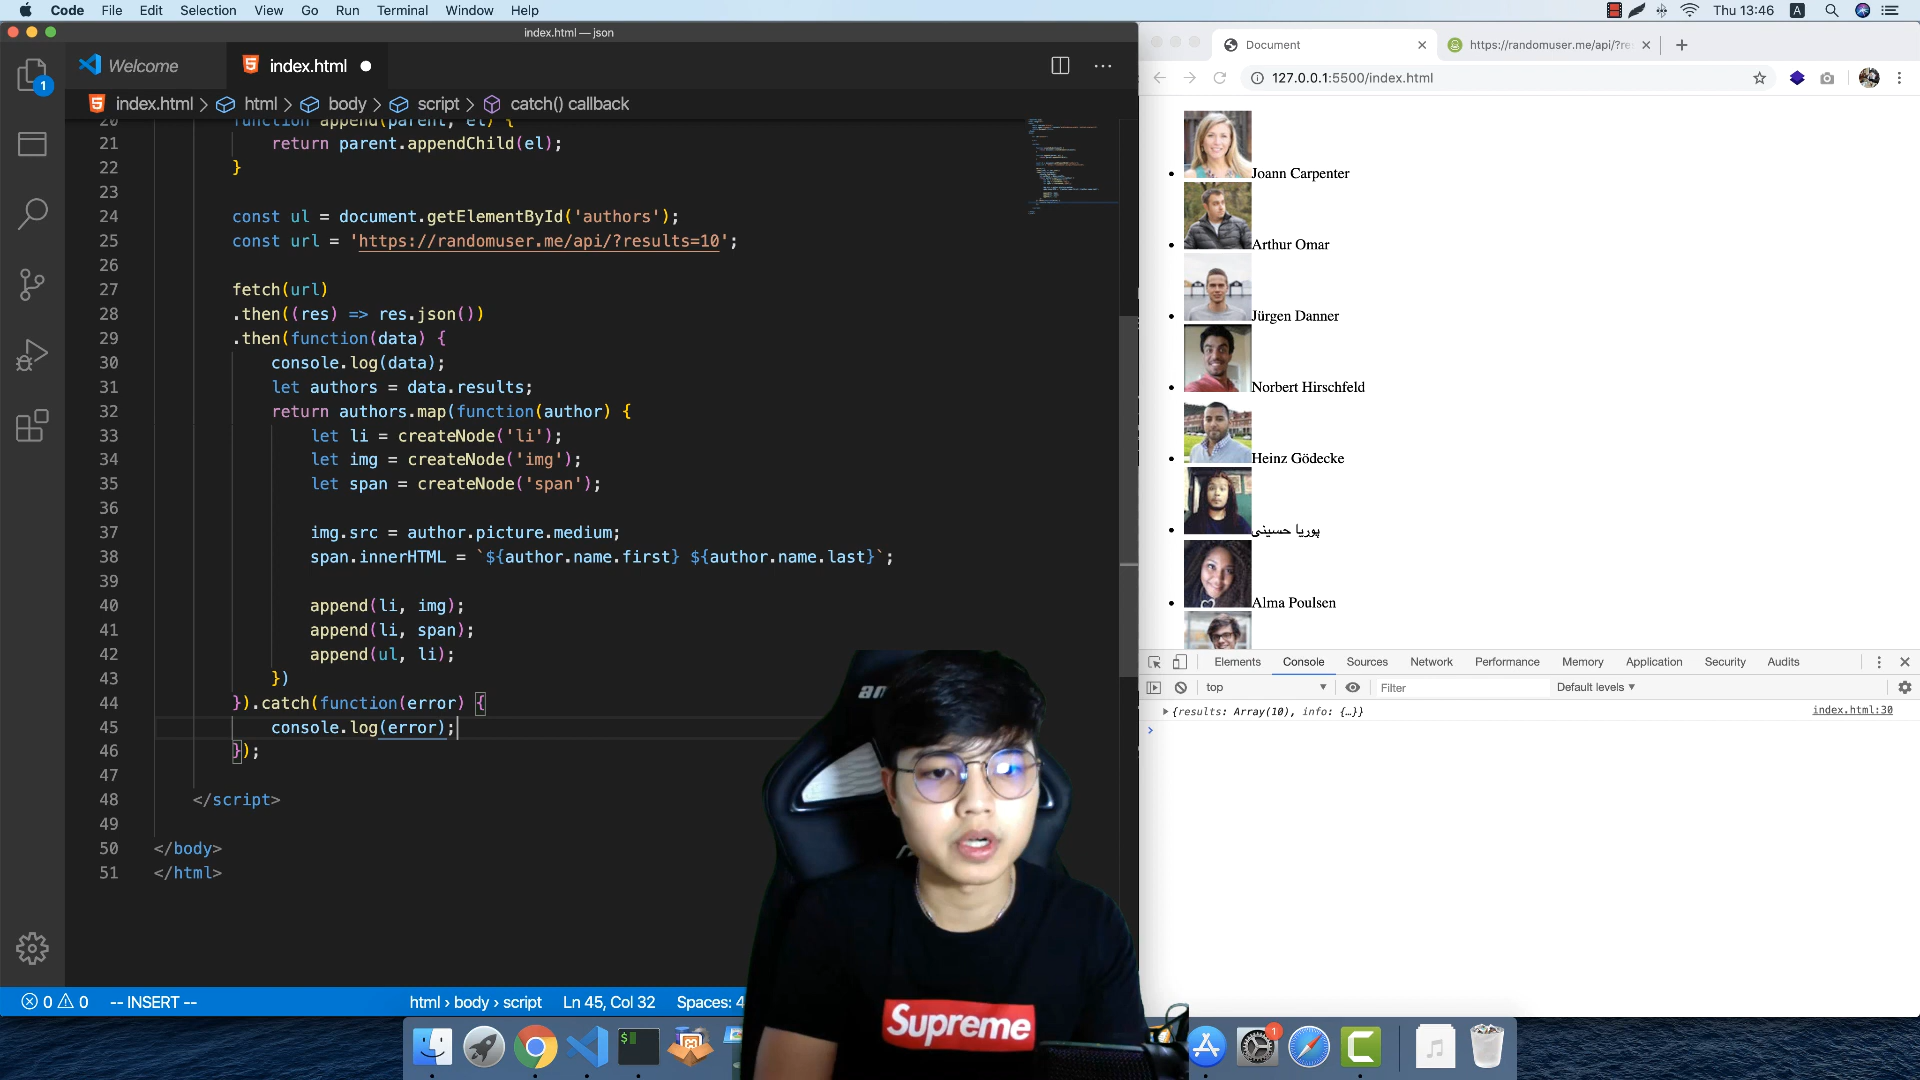 Code File Edit Selection View Go Run Terminal Window Help
Thu 13:46
A
index.html — json
1
Welcome
index.html
index.html > html > body > script > catch() callback
20 function append(parent, el) {
21 return parent.appendChild(el);
22 }
23
24 const ul = document.getElementById('authors');
25 const url = 'https://randomuser.me/api/?results=10';
26
27 fetch(url)
28 .then((res) => res.json())
29 .then(function(data) {
30 console.log(data);
31 let authors = data.results;
32 return authors.map(function(author) {
33 let li = createNode('li');
34 let img = createNode('img');
35 let span = createNode('span');
36
37 img.src = author.picture.medium;
38 span.innerHTML = `${author.name.first} ${author.name.last}`;
39
40 append(li, img);
41 append(li, span);
42 append(ul, li);
43 })
44 }).catch(function(error) {
45 console.log(error);
46 });
47
48 </script>
49
50 </body>
51 </html>
0 0 -- INSERT --
html › body › script Ln 45, Col 32 Spaces: 4
Document
https://randomuser.me/api/?re
127.0.0.1:5500/index.html
Joann Carpenter
Arthur Omar
Jürgen Danner
Norbert Hirschfeld
Heinz Gödecke
پوریا حسینی
Alma Poulsen
Elements Console Sources Network Performance Memory Application Security Audits
top Filter Default levels ▼
{results: Array(10), info: {…}}
index.html:30
Supreme
$
1